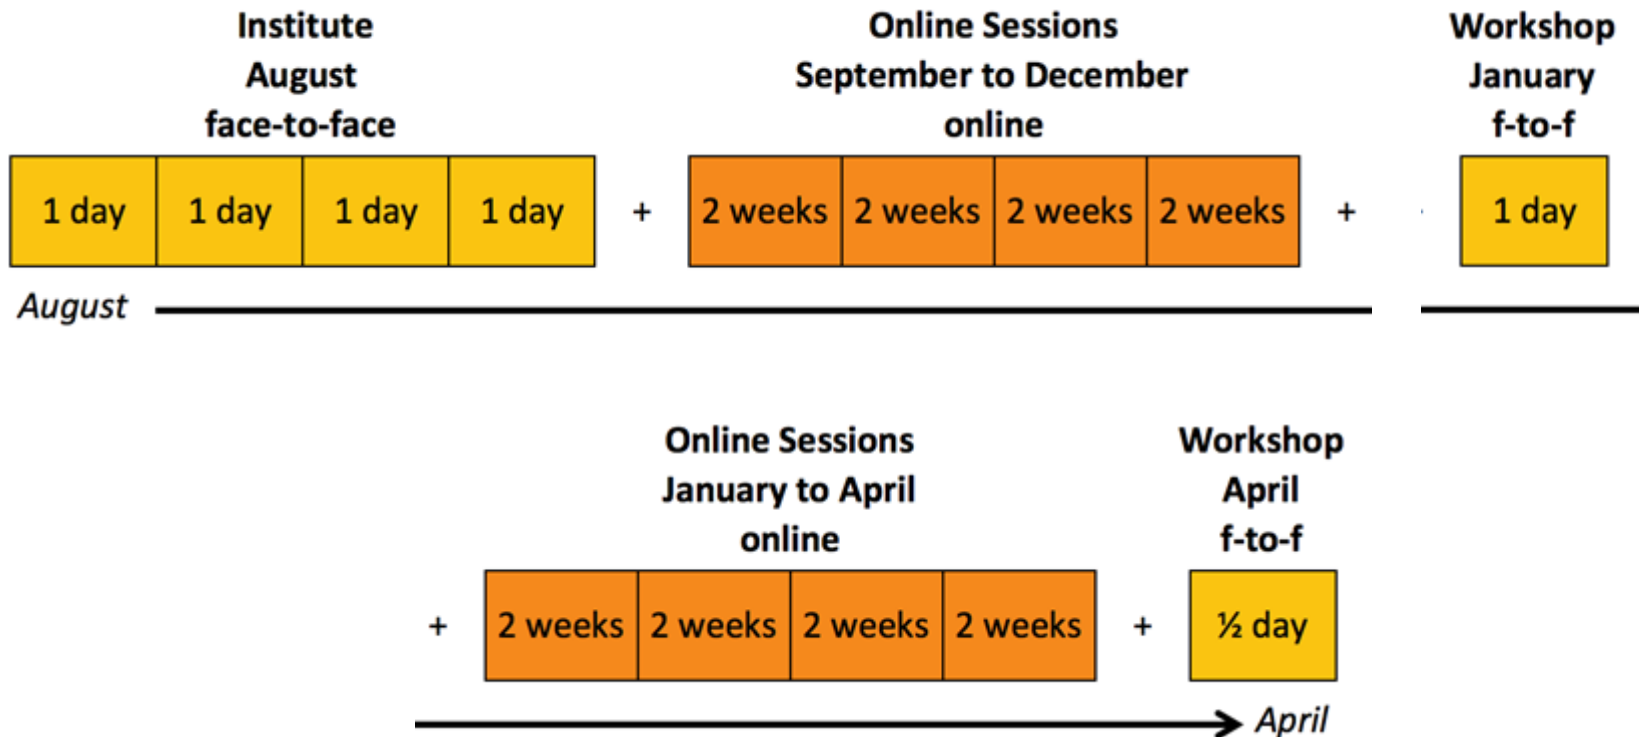 Institute
August
face-to-face
Online Sessions
September to December
online
Workshop
January
f-to-f
1 day 1 day 1 day 1 day + 2 weeks 2 weeks 2 weeks 2 weeks + 1 day
August
Online Sessions
January to April
online
Workshop
April
f-to-f
+ 2 weeks 2 weeks 2 weeks 2 weeks + ½ day
April